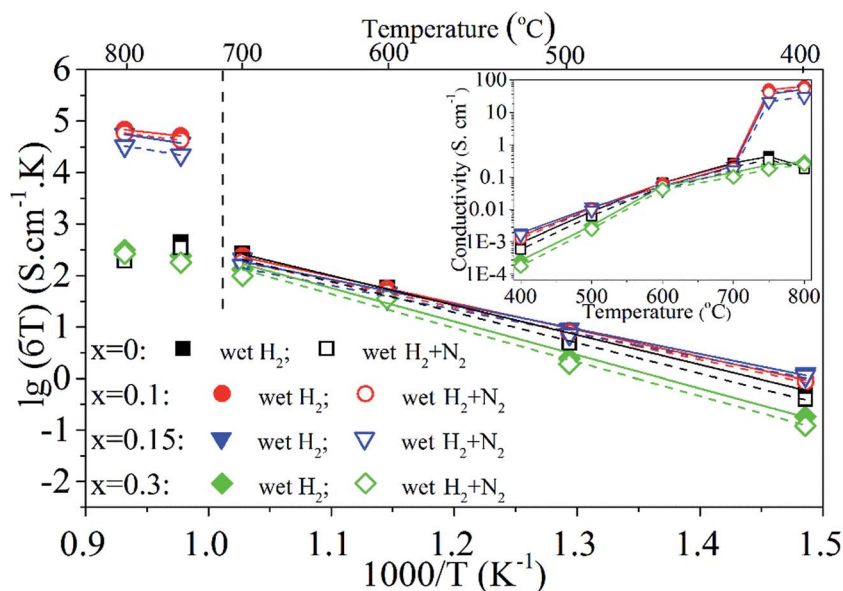 Temperature (°C)
800 700 600 500 400
6
5
4
3
2
1
0
-1
-2
lg (σT) (S.cm⁻¹.K)
100
10
1
0.1
0.01
1E-3
1E-4
Conductivity (S. cm⁻¹)
400 500 600 700 800
Temperature(°C)
x=0: wet H₂; wet H₂+N₂
x=0.1: wet H₂; wet H₂+N₂
x=0.15: wet H₂; wet H₂+N₂
x=0.3: wet H₂; wet H₂+N₂
0.9 1.0 1.1 1.2 1.3 1.4 1.5
1000/T (K⁻¹)